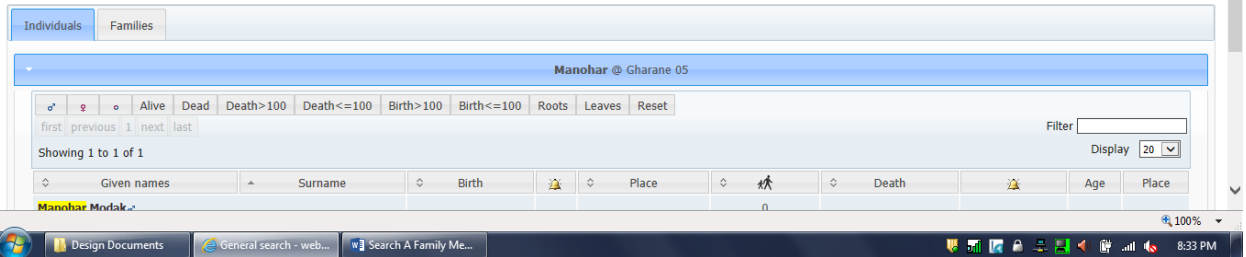 Individuals Families
Manohar @ Gharane 05
Alive Dead Death>100 Death<=100 Birth>100 Birth<=100 Roots Leaves Reset
first previous 1 next last
Filter
Showing 1 to 1 of 1
Display 20
Given names Surname Birth Place Death Age Place
Manohar Modak 0
100%
Design Documents General search - web... Search A Family Me... 8:33 PM